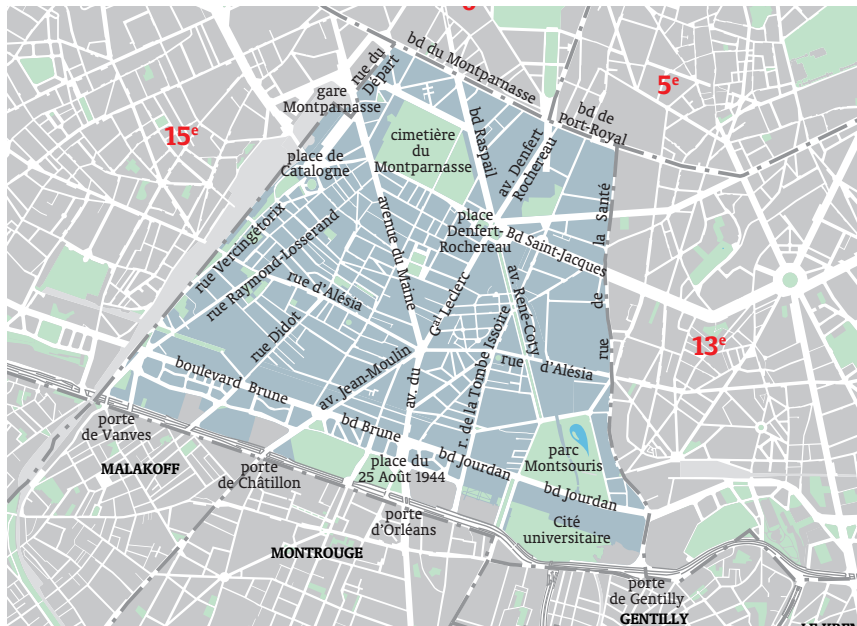 6
bd du Montparnasse
5e
rue du
Départ
gare
Montparnasse
bd de
Port-Royal
15e
cimetière
du
Montparnasse
bd Raspail
av. Denfert
Rochereau
place de
Catalogne
place
Denfert-
Rochereau
Bd Saint-Jacques
rue de la Santé
avenue du Maine
rue Vercingétorix
rue Raymond-Losserand
rue d'Alésia
rue Didot
av. du Gal Leclerc
av. René-Coty
r. de la Tombe Issoire
rue d'Alésia
13e
av. Jean-Moulin
boulevard Brune
bd Brune
porte
de Vanves
MALAKOFF
porte
de Châtillon
place du
25 Août 1944
bd Jourdan
parc
Montsouris
bd Jourdan
porte
d'Orléans
Cité
universitaire
MONTROUGE
porte
de Gentilly
GENTILLY